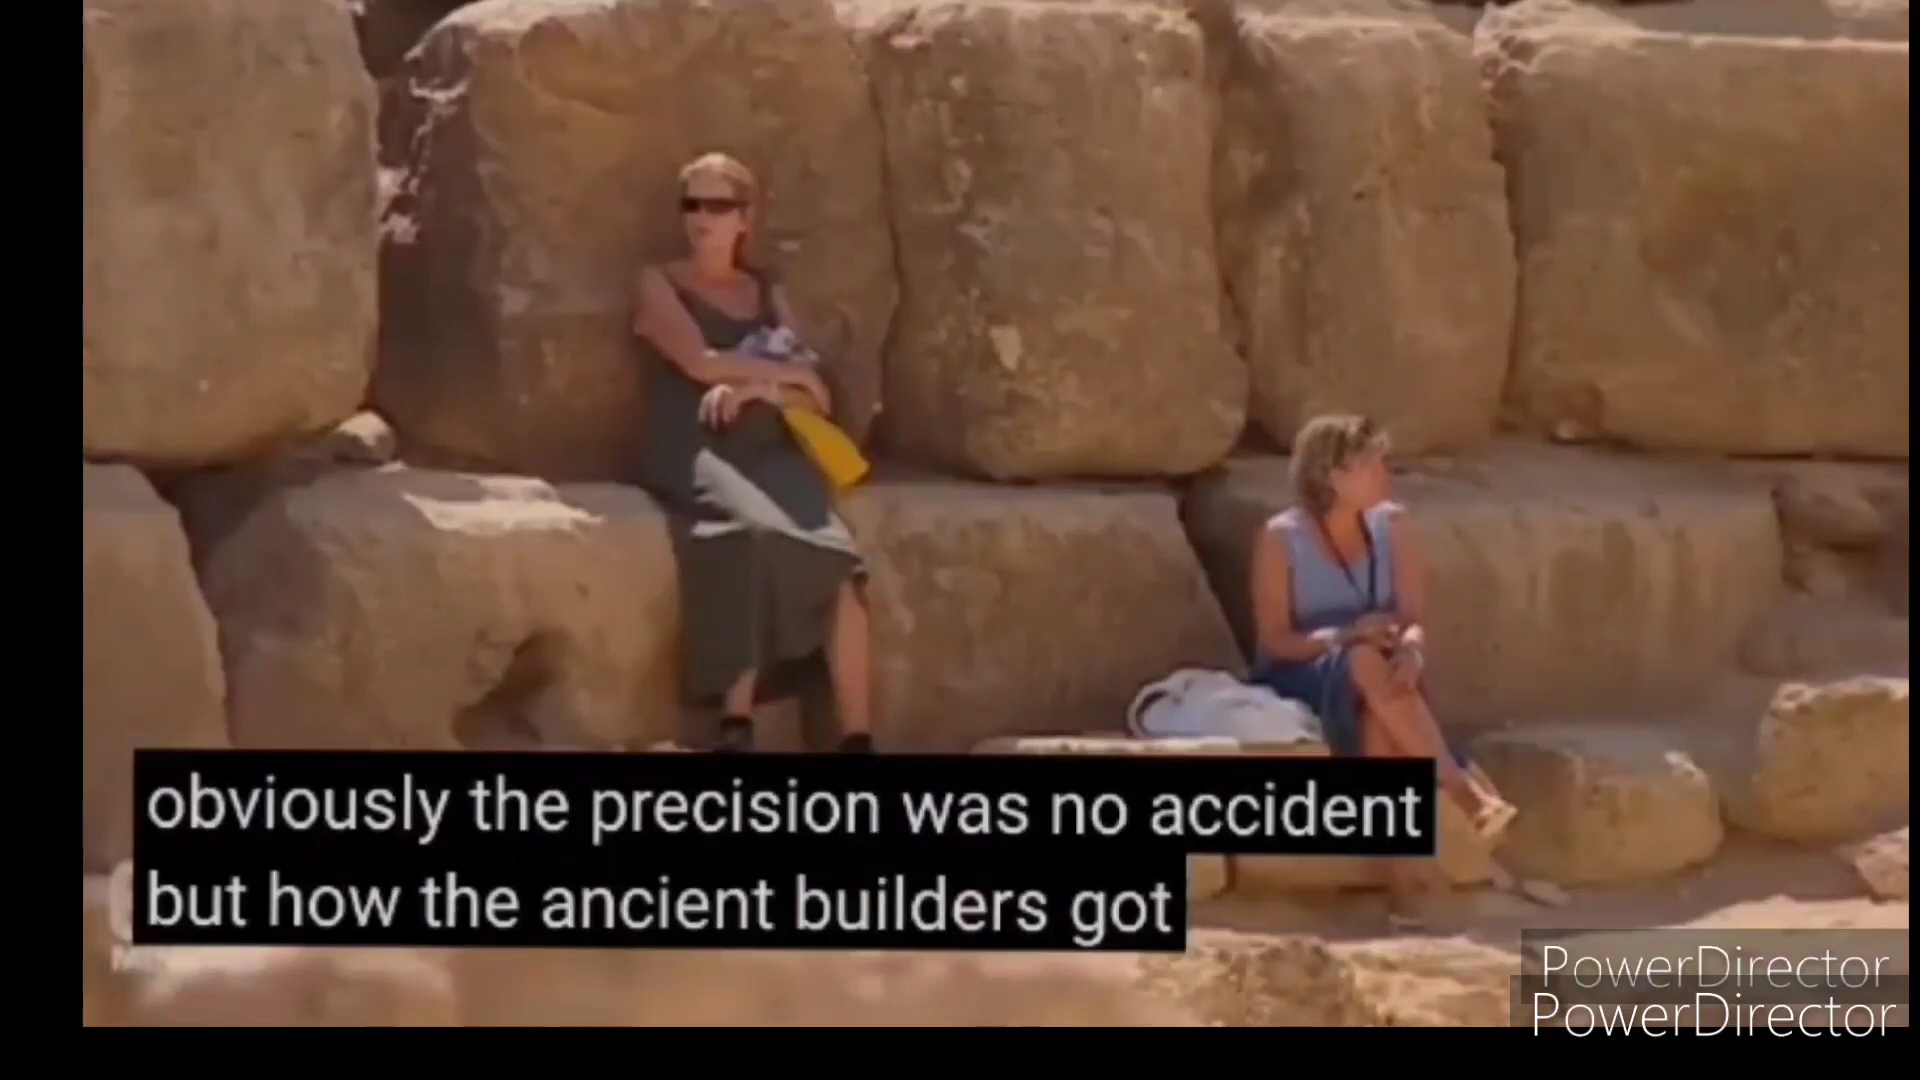 obviously the precision was no accident
but how the ancient builders got
PowerDirector
PowerDirector